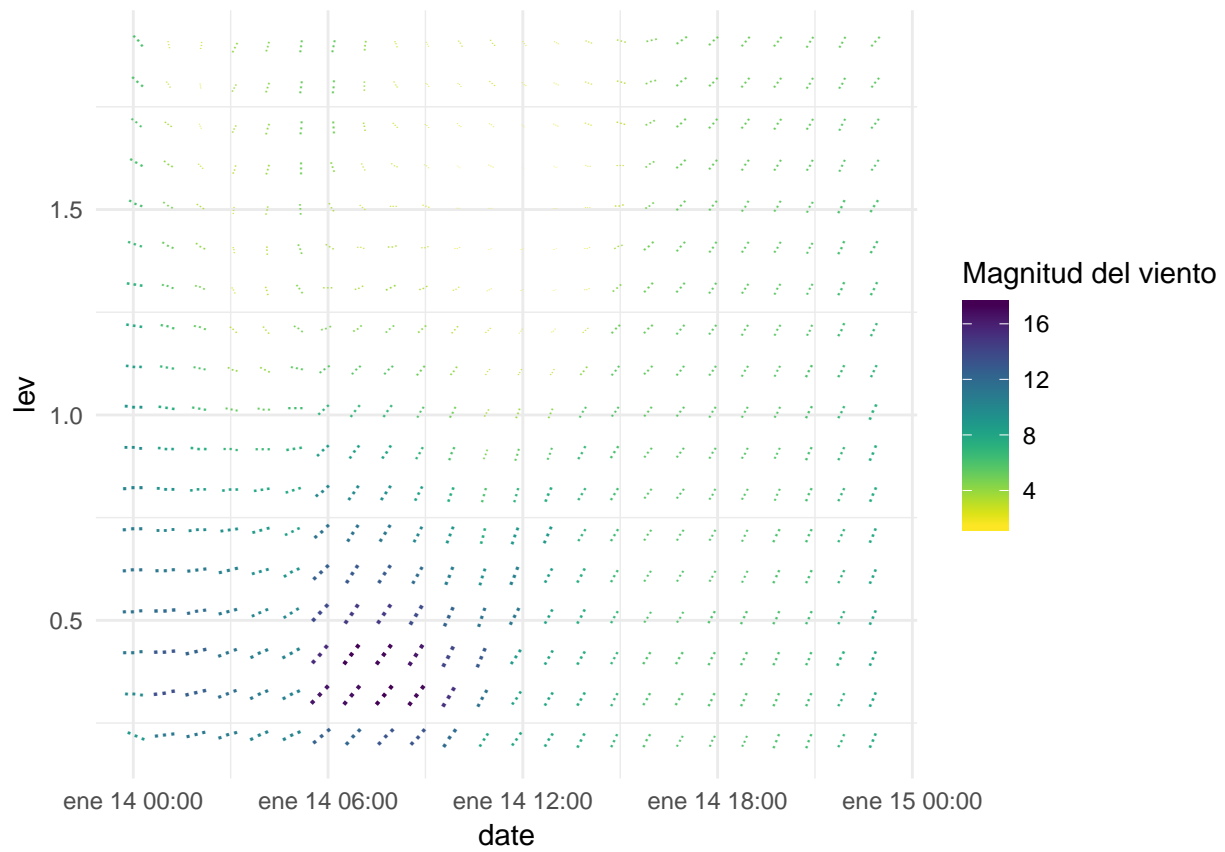 1.5
1.0
0.5
lev
ene 14 00:00
ene 14 06:00
ene 14 12:00
ene 14 18:00
ene 15 00:00
date
Magnitud del viento
16
12
8
4